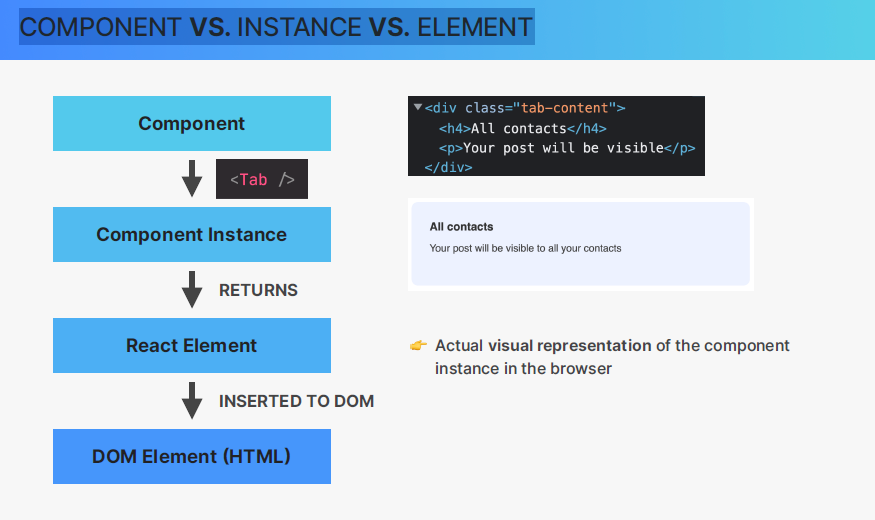 COMPONENT VS. INSTANCE VS. ELEMENT
Component
<Tab />
Component Instance
RETURNS
React Element
INSERTED TO DOM
DOM Element (HTML)
<div class="tab-content">
<h4>All contacts</h4>
<p>Your post will be visible</p>
</div>
All contacts
Your post will be visible to all your contacts
👉 Actual visual representation of the component
instance in the browser